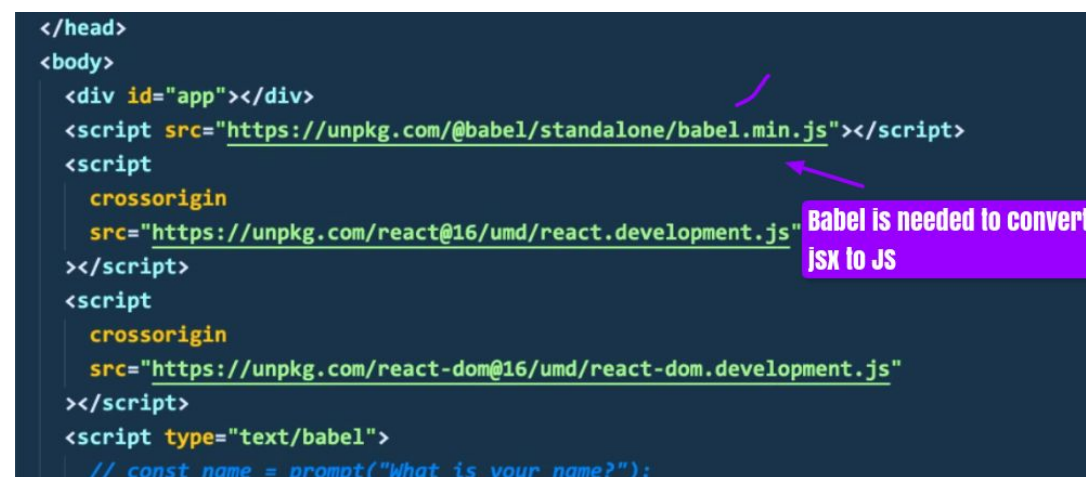 </head>
<body>
<div id="app"></div>
<script src="https://unpkg.com/@babel/standalone/babel.min.js"></script>
<script
crossorigin
src="https://unpkg.com/react@16/umd/react.development.js"
></script>
Babel is needed to convert
jsx to JS
<script
crossorigin
src="https://unpkg.com/react-dom@16/umd/react-dom.development.js"
></script>
<script type="text/babel">
// const name = prompt("What is your name?");